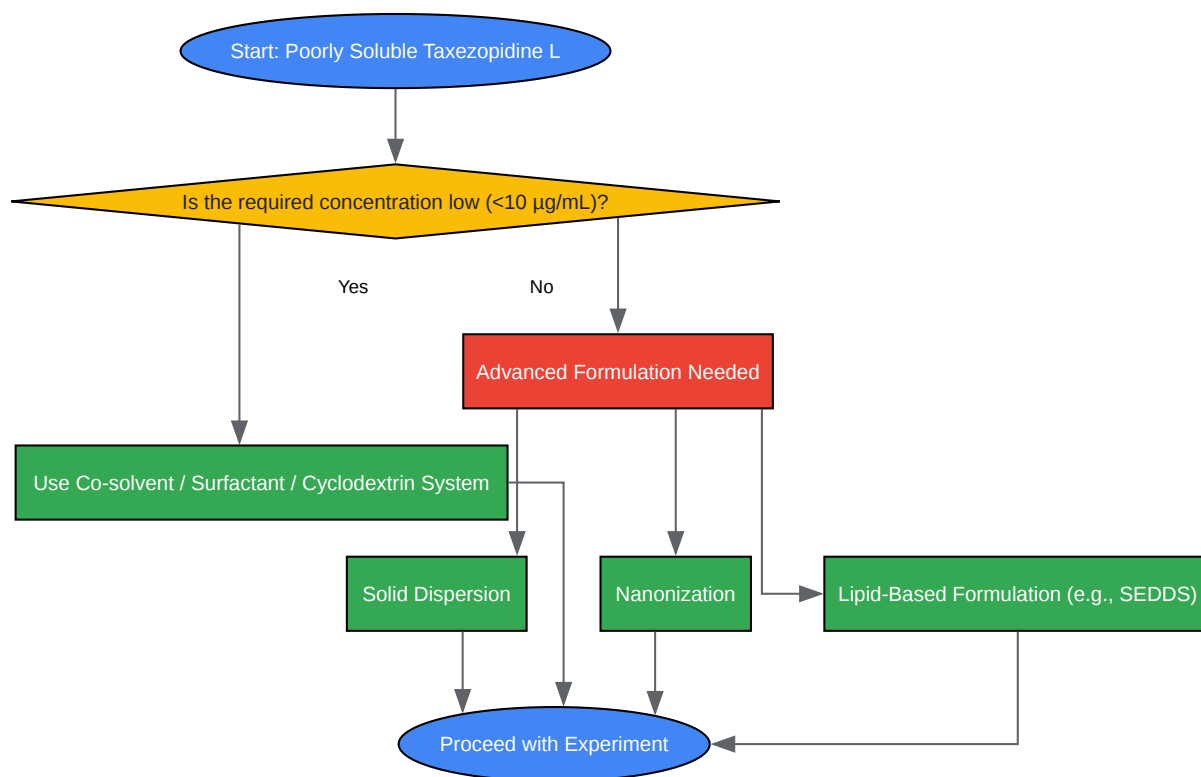 Start: Poorly Soluble Taxezopidine L
Is the required concentration low (<10 µg/mL)?
Yes
No
Advanced Formulation Needed
Use Co-solvent / Surfactant / Cyclodextrin System
Solid Dispersion
Nanonization
Lipid-Based Formulation (e.g., SEDDS)
Proceed with Experiment